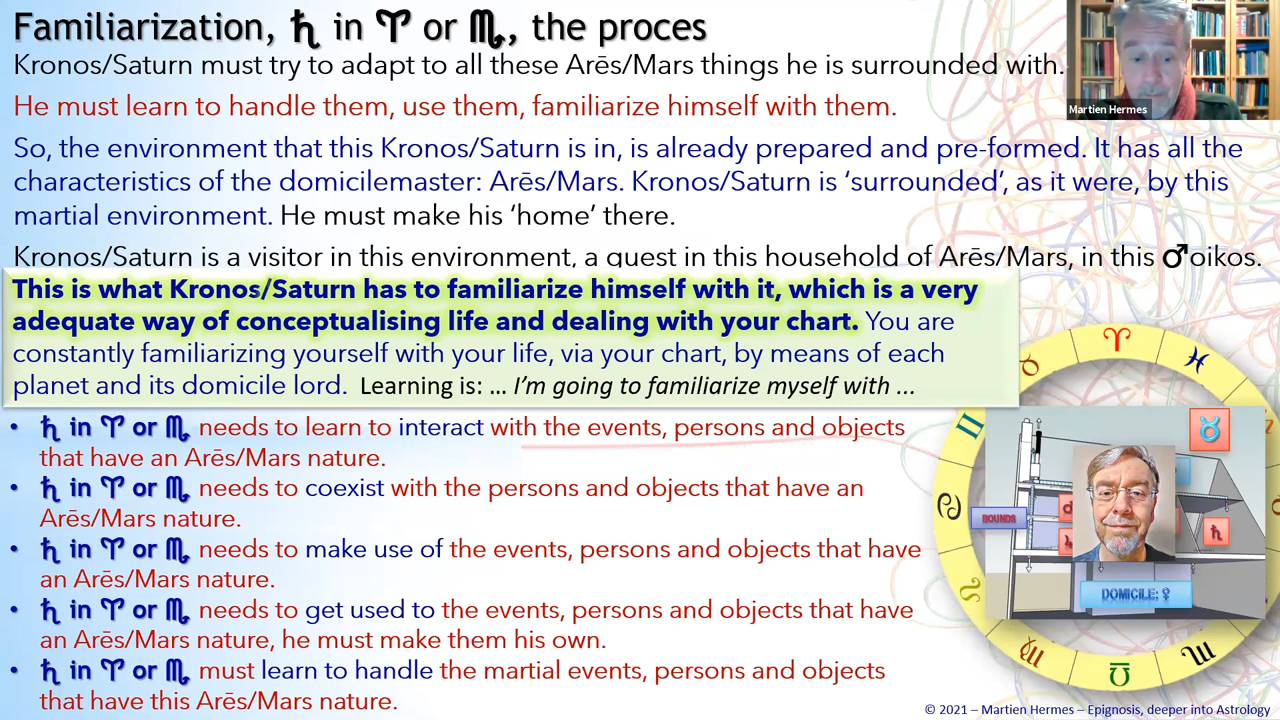 Familiarization, ♄ in ♈ or ♏, the proces
Kronos/Saturn must try to adapt to all these Arēs/Mars things he is surrounded with.
Martien Hermes
He must learn to handle them, use them, familiarize himself with them.
So, the environment that this Kronos/Saturn is in, is already prepared and pre-formed. It has all the
characteristics of the domicilemaster: Arēs/Mars. Kronos/Saturn is ‘surrounded’, as it were, by this
martial environment. He must make his ‘home’ there.
Kronos/Saturn is a visitor in this environment, a quest in this household of Arēs/Mars, in this ♂oikos.
This is what Kronos/Saturn has to familiarize himself with it, which is a very
adequate way of conceptualising life and dealing with your chart. You are
constantly familiarizing yourself with your life, via your chart, by means of each
planet and its domicile lord. Learning is: ... I’m going to familiarize myself with ...
• ♄ in ♈ or ♏ needs to learn to interact with the events, persons and objects
that have an Arēs/Mars nature.
• ♄ in ♈ or ♏ needs to coexist with the persons and objects that have an
Arēs/Mars nature.
• ♄ in ♈ or ♏ needs to make use of the events, persons and objects that have
an Arēs/Mars nature.
• ♄ in ♈ or ♏ needs to get used to the events, persons and objects that have
an Arēs/Mars nature, he must make them his own.
• ♄ in ♈ or ♏ must learn to handle the martial events, persons and objects
that have this Arēs/Mars nature.
BOUNDS
DOMICILE: ♀
© 2021 – Martien Hermes – Epignosis, deeper into Astrology